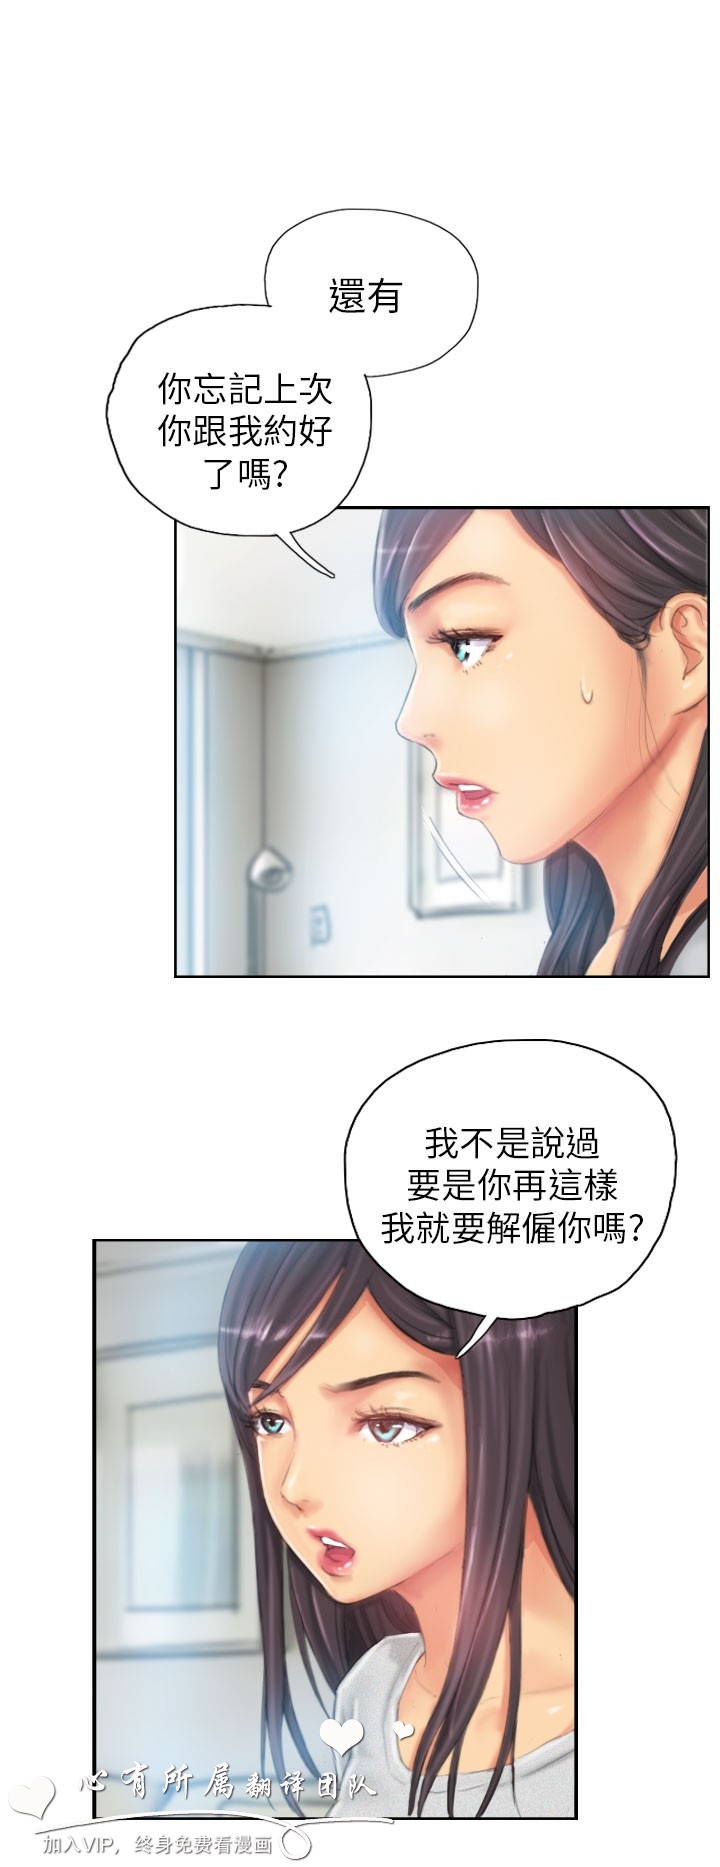 還有
你忘記上次
你跟我約好
了嗎?
我不是說過
要是你再這樣
我就要解僱你嗎?
心有所属翻译团队
加入VIP，终身免费看漫画